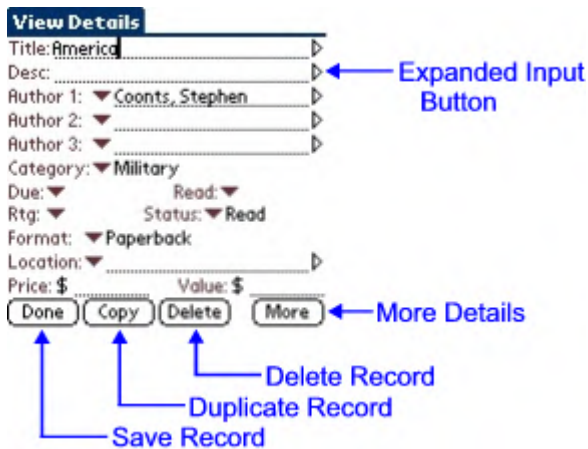 View Details
Title: America
Desc:
Expanded Input
Button
Author 1: Coonts, Stephen
Author 2:
Author 3:
Category: Military
Due: Read:
Rtg: Status: Read
Format: Paperback
Location:
Price: $ Value: $
Done Copy Delete More
More Details
Delete Record
Duplicate Record
Save Record